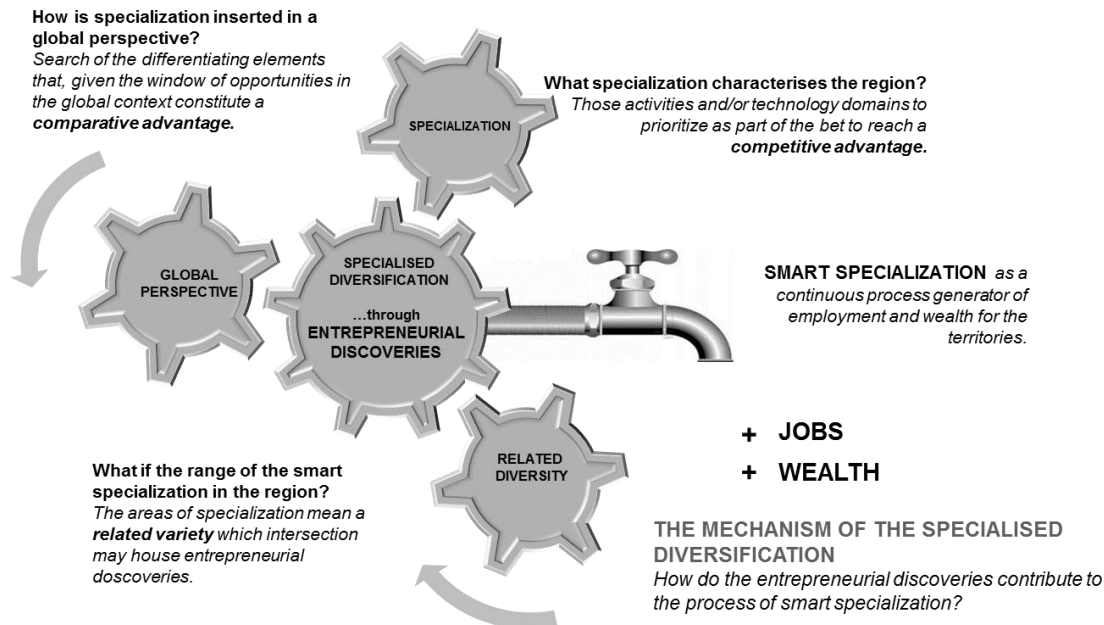 How is specialization inserted in a
global perspective?
Search of the differentiating elements
that, given the window of opportunities in
the global context constitute a
comparative advantage.
SPECIALIZATION
What specialization characterises the region?
Those activities and/or technology domains to
prioritize as part of the bet to reach a
competitive advantage.
GLOBAL
PERSPECTIVE
SPECIALISED
DIVERSIFICATION
...through
ENTREPRENEURIAL
DISCOVERIES
SMART SPECIALIZATION as a
continuous process generator of
employment and wealth for the
territories.
+ JOBS
+ WEALTH
RELATED
DIVERSITY
What if the range of the smart
specialization in the region?
The areas of specialization mean a
related variety which intersection
may house entrepreneurial
doscoveries.
THE MECHANISM OF THE SPECIALISED
DIVERSIFICATION
How do the entrepreneurial discoveries contribute to
the process of smart specialization?